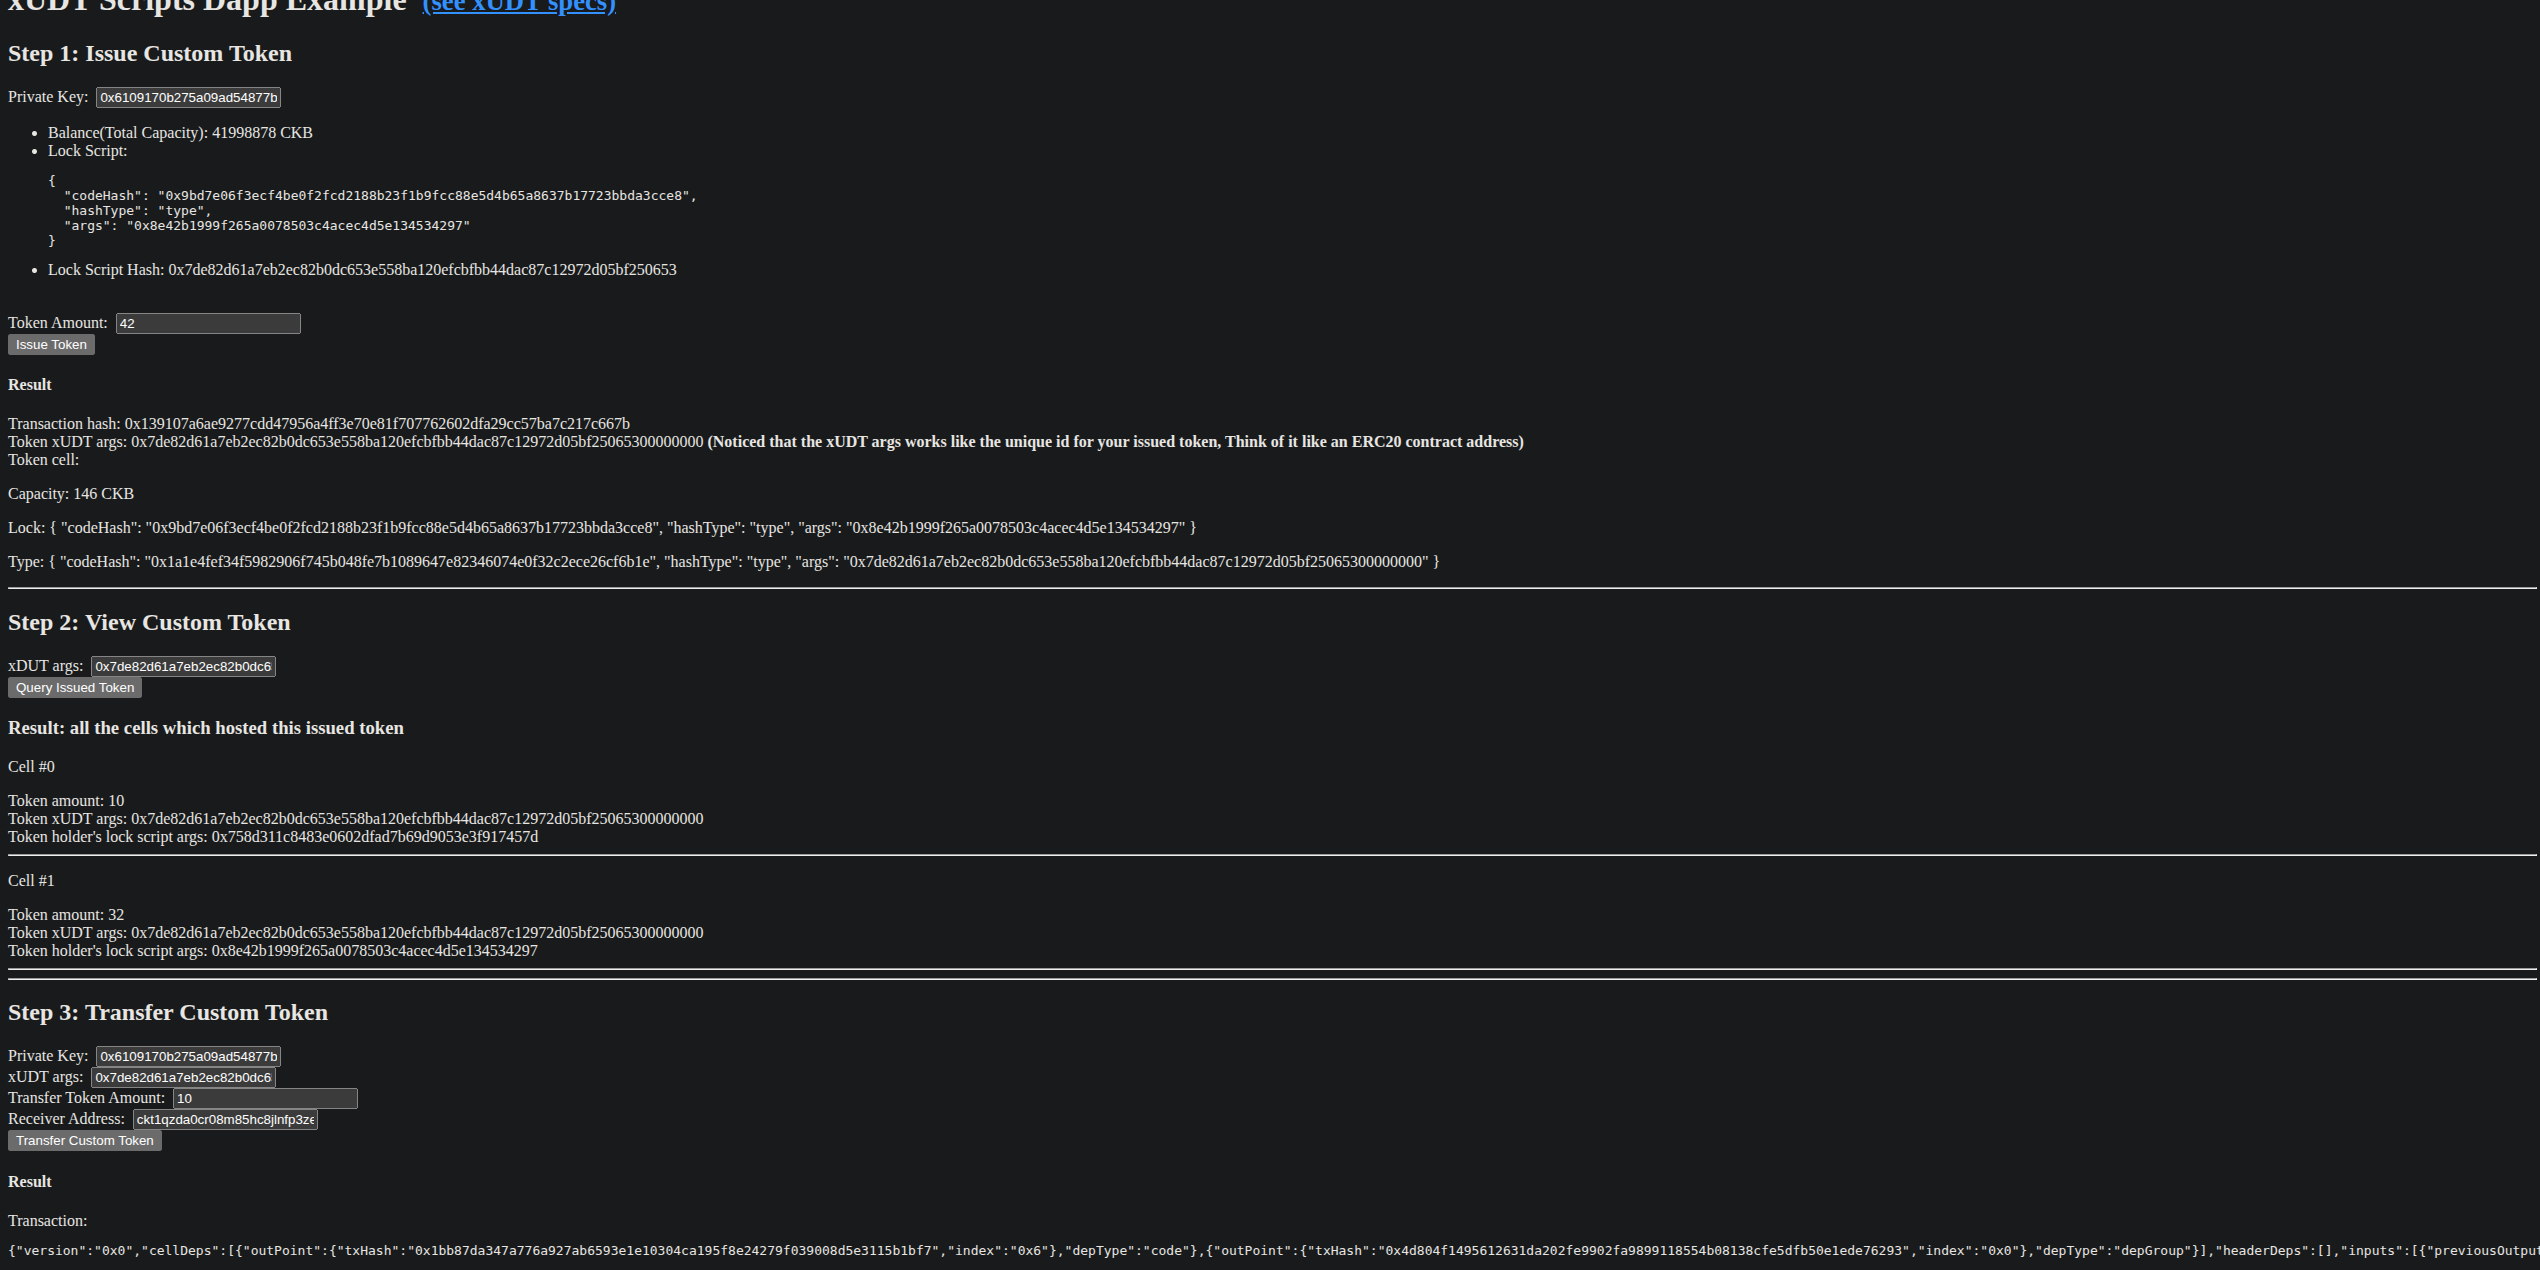 xUDT Scripts Dapp Example (see xUDT specs)
Step 1: Issue Custom Token
Private Key: 0x6109170b275a09ad54877b
Balance(Total Capacity): 41998878 CKB
Lock Script:
{
"codeHash": "0x9bd7e06f3ecf4be0f2fcd2188b23f1b9fcc88e5d4b65a8637b17723bbda3cce8",
"hashType": "type",
"args": "0x8e42b1999f265a0078503c4acec4d5e134534297"
}
Lock Script Hash: 0x7de82d61a7eb2ec82b0dc653e558ba120efcbfbb44dac87c12972d05bf250653
Token Amount: 42
Issue Token
Result
Transaction hash: 0x139107a6ae9277cdd47956a4ff3e70e81f707762602dfa29cc57ba7c217c667b
Token xUDT args: 0x7de82d61a7eb2ec82b0dc653e558ba120efcbfbb44dac87c12972d05bf25065300000000 (Noticed that the xUDT args works like the unique id for your issued token, Think of it like an ERC20 contract address)
Token cell:
Capacity: 146 CKB
Lock: { "codeHash": "0x9bd7e06f3ecf4be0f2fcd2188b23f1b9fcc88e5d4b65a8637b17723bbda3cce8", "hashType": "type", "args": "0x8e42b1999f265a0078503c4acec4d5e134534297" }
Type: { "codeHash": "0x1a1e4fef34f5982906f745b048fe7b1089647e82346074e0f32c2ece26cf6b1e", "hashType": "type", "args": "0x7de82d61a7eb2ec82b0dc653e558ba120efcbfbb44dac87c12972d05bf25065300000000" }
Step 2: View Custom Token
xDUT args: 0x7de82d61a7eb2ec82b0dc6
Query Issued Token
Result: all the cells which hosted this issued token
Cell #0
Token amount: 10
Token xUDT args: 0x7de82d61a7eb2ec82b0dc653e558ba120efcbfbb44dac87c12972d05bf25065300000000
Token holder's lock script args: 0x758d311c8483e0602dfad7b69d9053e3f917457d
Cell #1
Token amount: 32
Token xUDT args: 0x7de82d61a7eb2ec82b0dc653e558ba120efcbfbb44dac87c12972d05bf25065300000000
Token holder's lock script args: 0x8e42b1999f265a0078503c4acec4d5e134534297
Step 3: Transfer Custom Token
Private Key: 0x6109170b275a09ad54877b
xUDT args: 0x7de82d61a7eb2ec82b0dc6
Transfer Token Amount: 10
Receiver Address: ckt1qzda0cr08m85hc8jlnfp3ze
Transfer Custom Token
Result
Transaction:
{"version":"0x0","cellDeps":[{"outPoint":{"txHash":"0x1bb87da347a776a927ab6593e1e10304ca195f8e24279f039008d5e3115b1bf7","index":"0x6"},"depType":"code"},{"outPoint":{"txHash":"0x4d804f1495612631da202fe9902fa9899118554b08138cfe5dfb50e1ede76293","index":"0x0"},"depType":"depGroup"}],"headerDeps":[],"inputs":[{"previousOutput